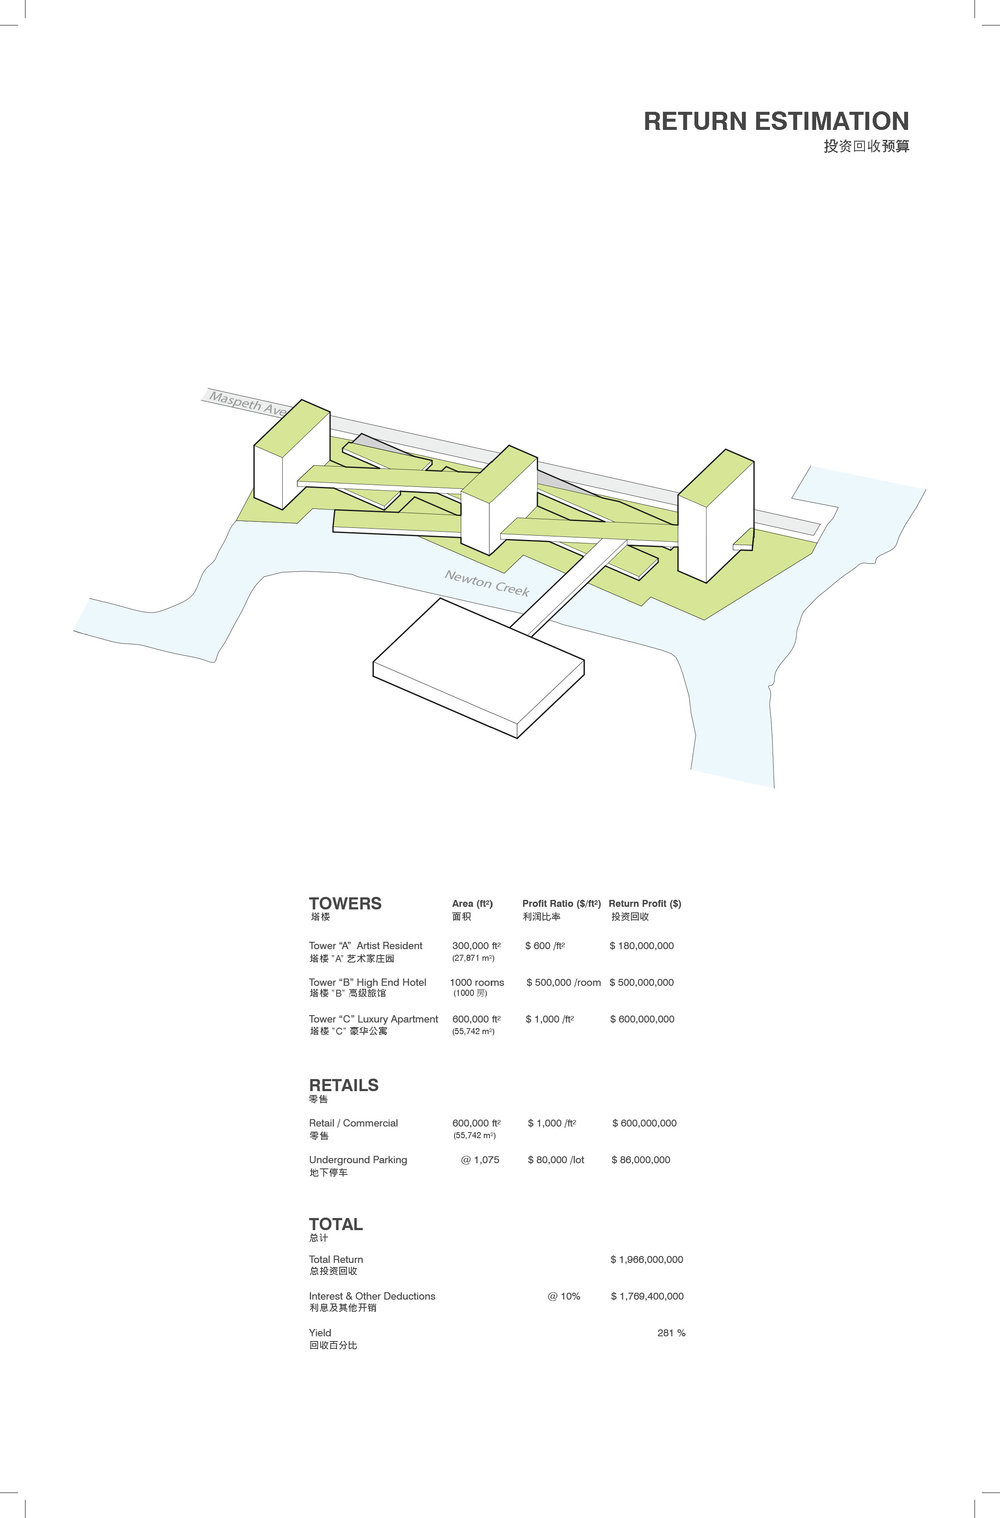 RETURN ESTIMATION
投资回收预算
Maspeth Ave
Newton Creek
TOWERS Area (ft²) Profit Ratio ($/ft²) Return Profit ($)
塔楼 面积 利润比率 投资回收
Tower “A” Artist Resident 300,000 ft² $ 600 /ft² $ 180,000,000
塔楼 "A" 艺术家庄园 (27,871 m²)
Tower “B” High End Hotel 1000 rooms $ 500,000 /room $ 500,000,000
塔楼 "B" 高级旅馆 (1000 房)
Tower “C” Luxury Apartment 600,000 ft² $ 1,000 /ft² $ 600,000,000
塔楼 "C" 豪华公寓 (55,742 m²)
RETAILS
零售
Retail / Commercial 600,000 ft² $ 1,000 /ft² $ 600,000,000
零售 (55,742 m²)
Underground Parking @ 1,075 $ 80,000 /lot $ 86,000,000
地下停车
TOTAL
总计
Total Return $ 1,966,000,000
总投资回收
Interest & Other Deductions @ 10% $ 1,769,400,000
利息及其他开销
Yield 281 %
回收百分比